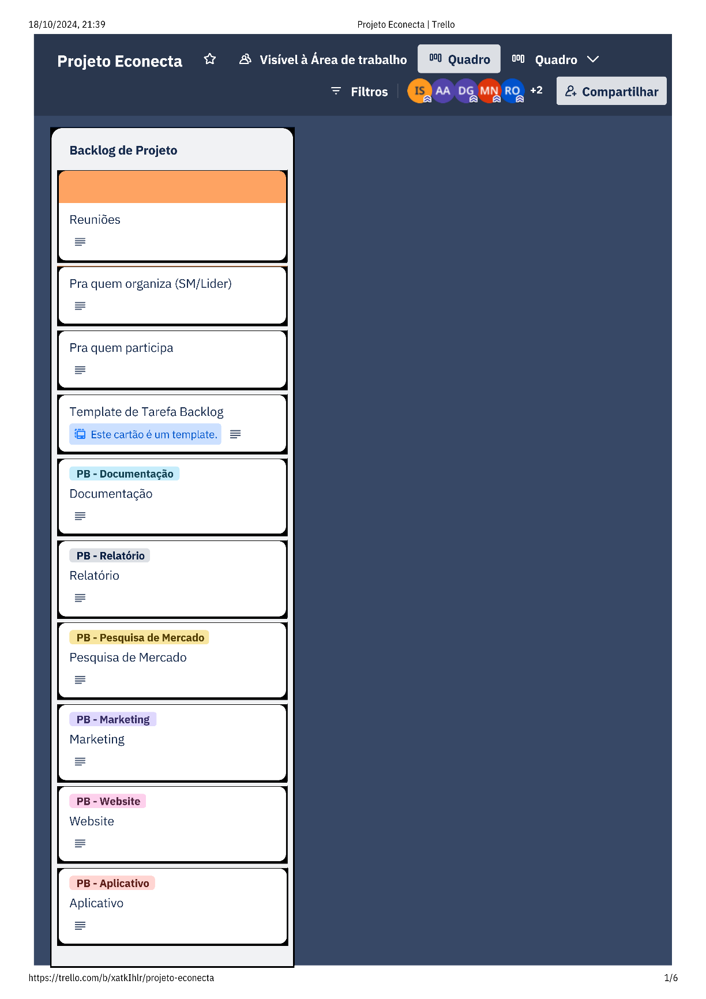 18/10/2024, 21:39
Projeto Econecta | Trello
Projeto Econecta
Visível à Área de trabalho
Quadro
Quadro
Filtros
IS AA DG MN RO +2
Compartilhar
Backlog de Projeto
Reuniões
Pra quem organiza (SM/Lider)
Pra quem participa
Template de Tarefa Backlog
Este cartão é um template.
PB - Documentação
Documentação
PB - Relatório
Relatório
PB - Pesquisa de Mercado
Pesquisa de Mercado
PB - Marketing
Marketing
PB - Website
Website
PB - Aplicativo
Aplicativo
https://trello.com/b/xatkIhlr/projeto-econecta
1/6